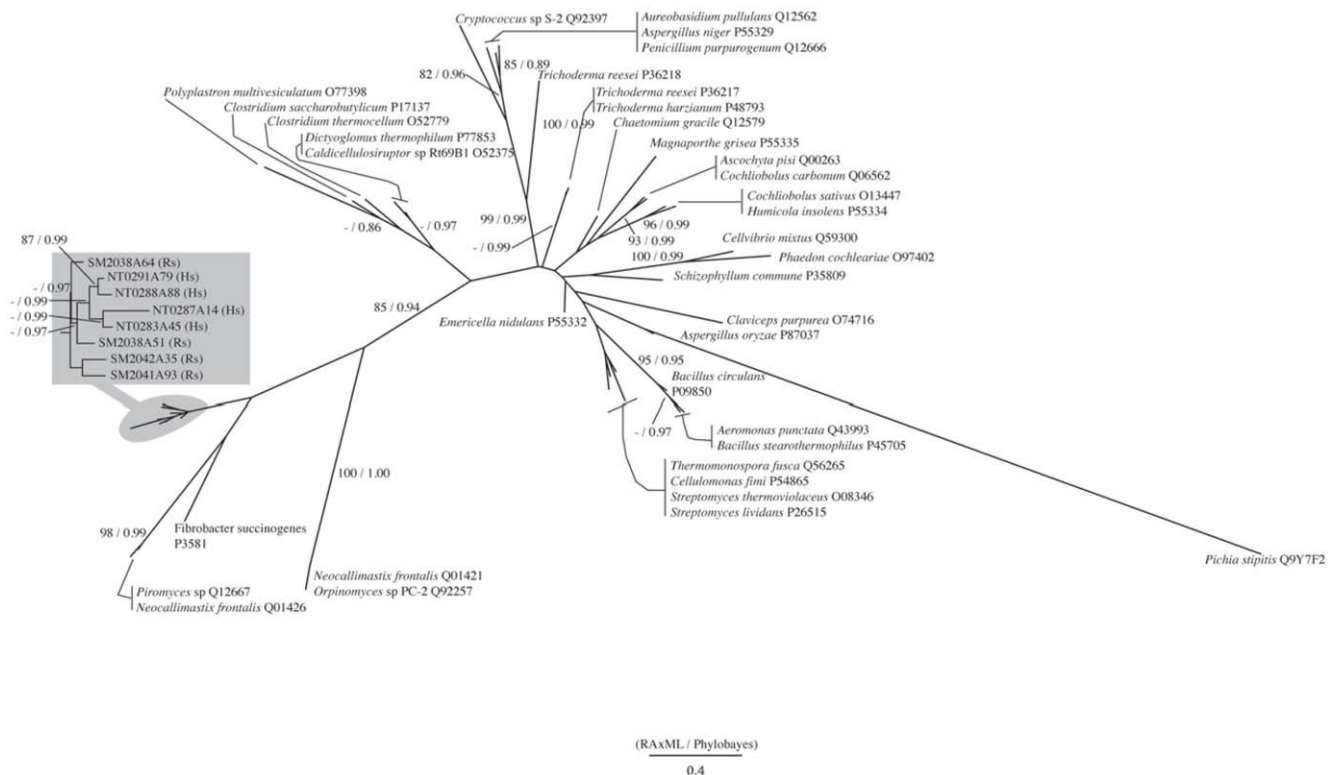 Cryptococcus sp S-2 Q92397
Aureobasidium pullulans Q12562
Aspergillus niger P55329
Penicillium purpurogenum Q12666
82 / 0.96
85 / 0.89
Trichoderma reesei P36218
Polyplastron multivesiculatum O77398
Clostridium saccharobutylicum P17137
Clostridium thermocellum O52779
Dictyoglomus thermophilum P77853
Caldicellulosiruptor sp Rt69B1 O52375
Trichoderma reesei P36217
Trichoderma harzianum P48793
100 / 0.99
Chaetomium gracile Q12579
Magnaporthe grisea P55335
Ascochyta pisi Q00263
Cochliobolus carbonum Q06562
Cochliobolus sativus O13447
Humicola insolens P55334
- / 0.86
- / 0.97
99 / 0.99
- / 0.99
96 / 0.99
93 / 0.99
100 / 0.99
Cellvibrio mixtus Q59300
Phaedon cochleariae O97402
Schizophyllum commune P35809
87 / 0.99
SM2038A64 (Rs)
NT0291A79 (Hs)
- / 0.97
NT0288A88 (Hs)
- / 0.99
NT0287A14 (Hs)
- / 0.99
NT0283A45 (Hs)
- / 0.97
SM2038A51 (Rs)
SM2042A35 (Rs)
SM2041A93 (Rs)
85 / 0.94
Emericella nidulans P55332
Claviceps purpurea O74716
Aspergillus oryzae P87037
95 / 0.95
Bacillus circulans
P09850
- / 0.97
Aeromonas punctata Q43993
Bacillus stearothermophilus P45705
Thermomonospora fusca Q56265
Cellulomonas fimi P54865
Streptomyces thermoviolaceus O08346
Streptomyces lividans P26515
100 / 1.00
98 / 0.99
Fibrobacter succinogenes
P3581
Pichia stipitis Q9Y7F2
Neocallimastix frontalis Q01421
Orpinomyces sp PC-2 Q92257
Piromyces sp Q12667
Neocallimastix frontalis Q01426
(RAxML / Phylobayes)
0.4